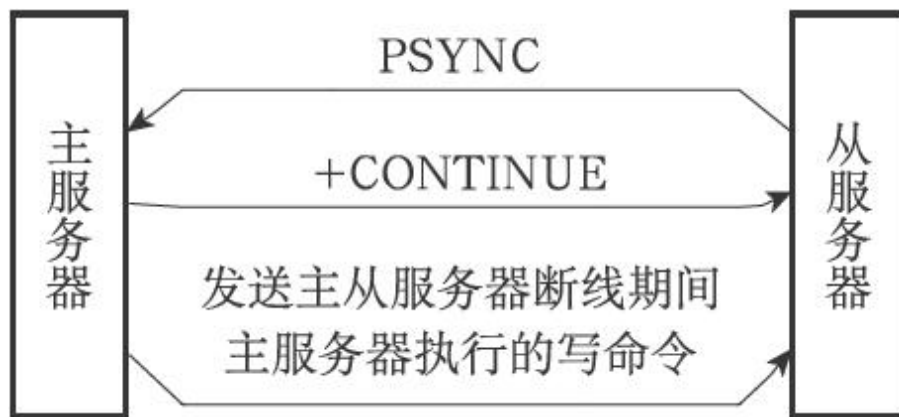 PSYNC
主服务器
+CONTINUE
从服务器
发送主从服务器断线期间
主服务器执行的写命令